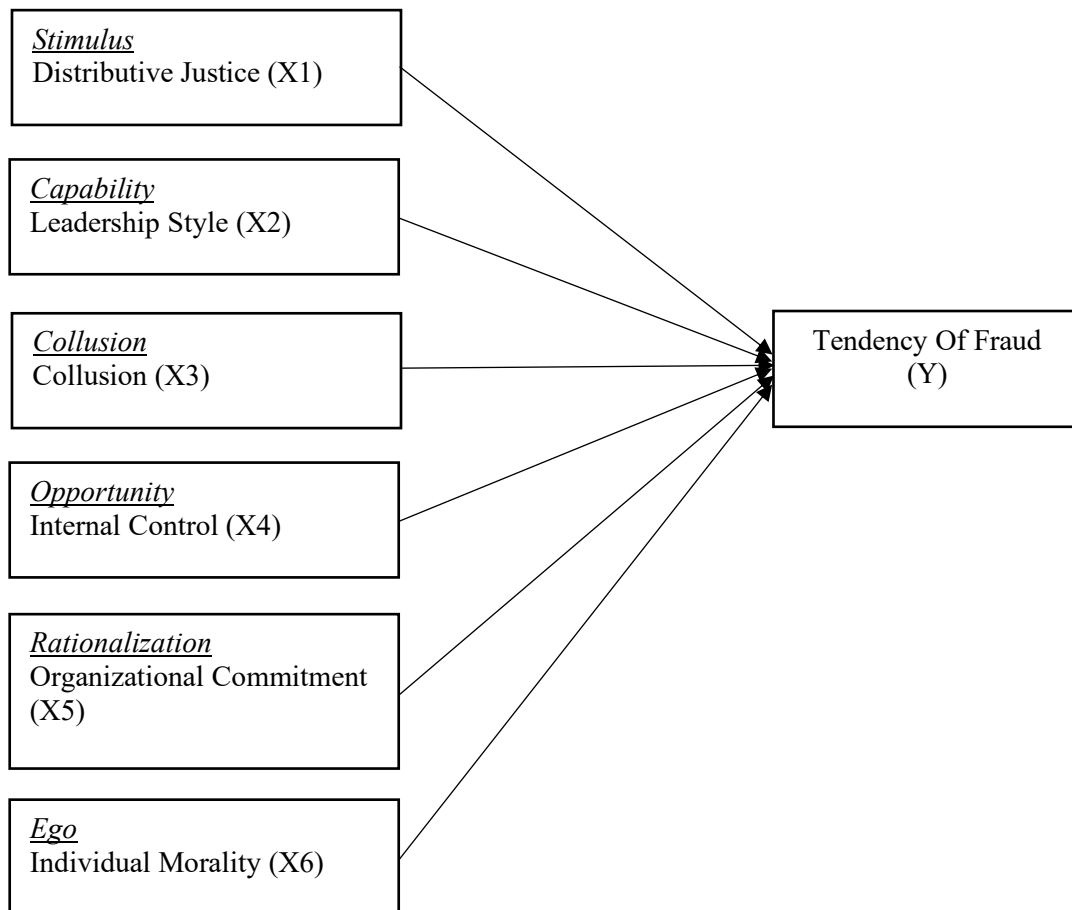 Stimulus
Distributive Justice (X1)
Capability
Leadership Style (X2)
Collusion
Collusion (X3)
Opportunity
Internal Control (X4)
Rationalization
Organizational Commitment
(X5)
Ego
Individual Morality (X6)
Tendency Of Fraud
(Y)